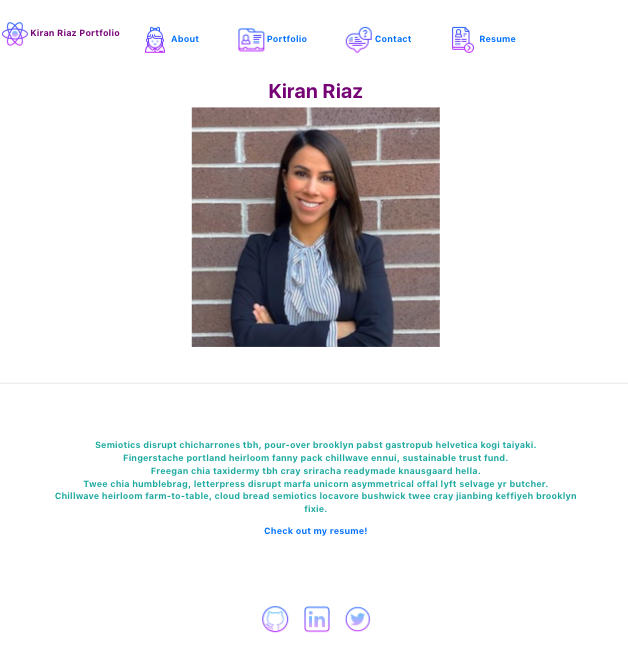 Kiran Riaz Portfolio
About
Portfolio
Contact
Resume
Kiran Riaz
Semiotics disrupt chicharrones tbh, pour-over brooklyn pabst gastropub helvetica kogi taiyaki.
Fingerstache portland heirloom fanny pack chillwave ennui, sustainable trust fund.
Freegan chia taxidermy tbh cray sriracha readymade knausgaard hella.
Twee chia humblebrag, letterpress disrupt marfa unicorn asymmetrical offal lyft selvage yr butcher.
Chillwave heirloom farm-to-table, cloud bread semiotics locavore bushwick twee cray jianbing keffiyeh brooklyn
fixie.
Check out my resume!
in